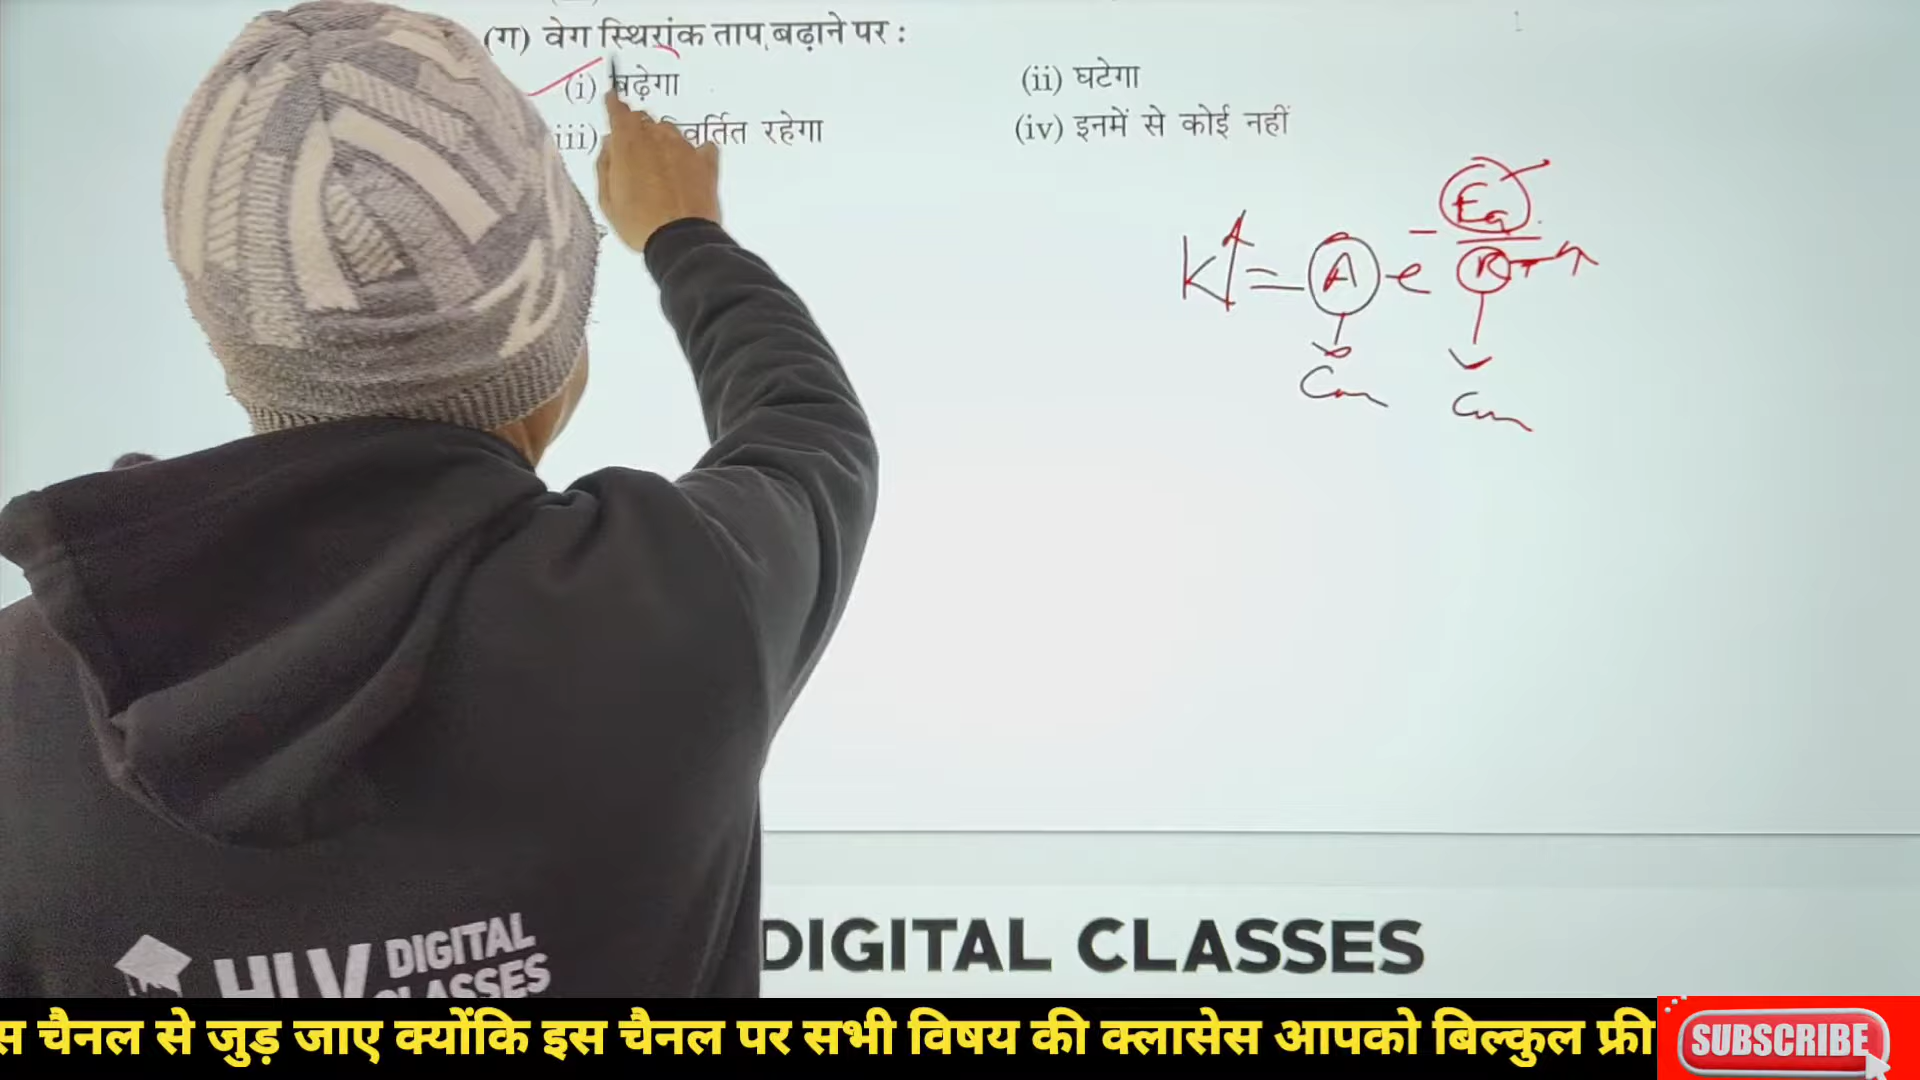 (ग) वेग स्थिरांक ताप बढ़ाने पर :
(i) बढ़ेगा (ii) घटेगा
iii) वर्तित रहेगा (iv) इनमें से कोई नहीं
K = A e - Ea
RT
DIGITAL CLASSES
HLV DIGITAL
CLASSES
चैनल से जुड़ जाए क्योंकि इस चैनल पर सभी विषय की क्लासेस आपको बिल्कुल फ्री
SUBSCRIBE